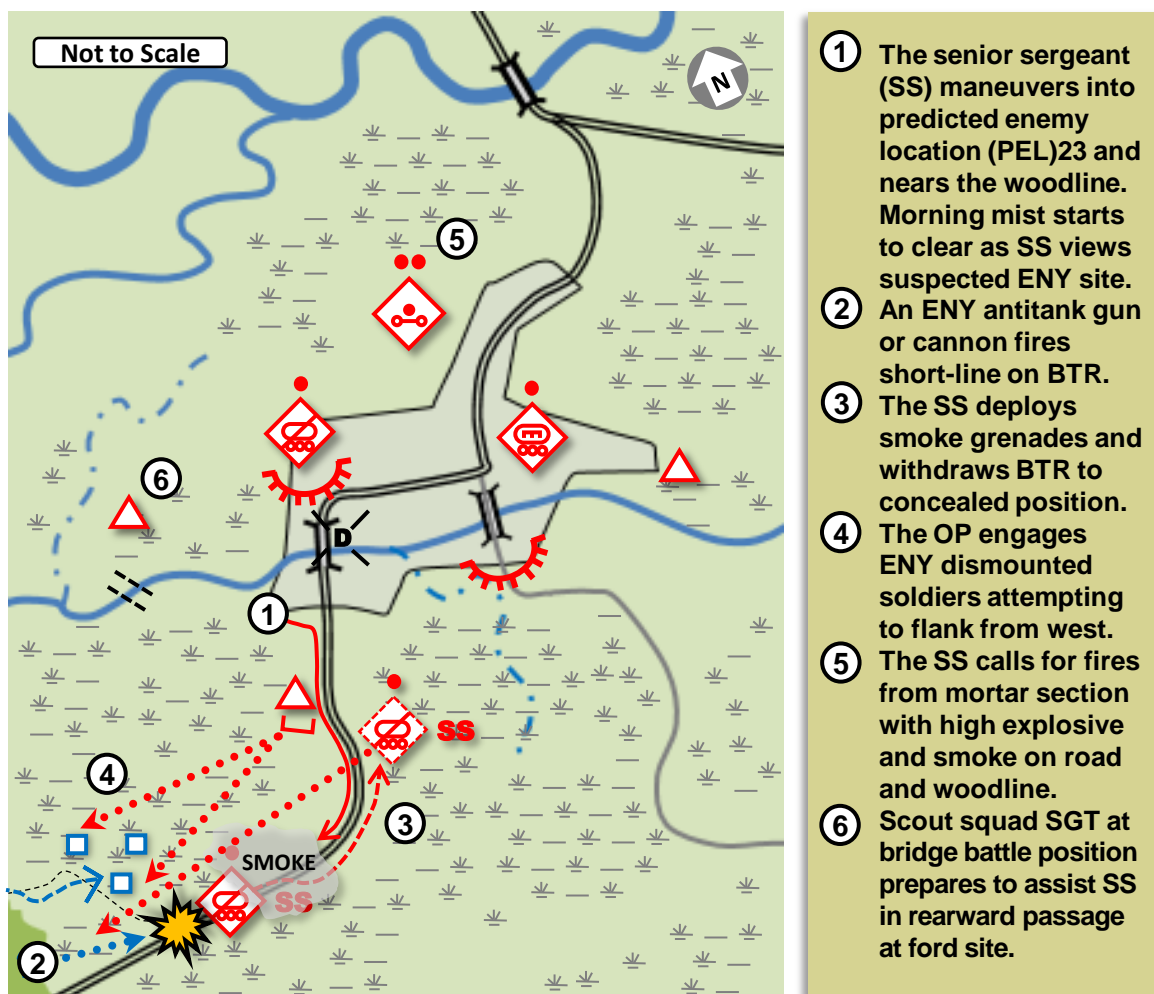 Not to Scale
N
5
6
D
1
SS
4
3
SMOKE
SS
2
1 The senior sergeant
(SS) maneuvers into
predicted enemy
location (PEL)23 and
nears the woodline.
Morning mist starts
to clear as SS views
suspected ENY site.
2 An ENY antitank gun
or cannon fires
short-line on BTR.
3 The SS deploys
smoke grenades and
withdraws BTR to
concealed position.
4 The OP engages
ENY dismounted
soldiers attempting
to flank from west.
5 The SS calls for fires
from mortar section
with high explosive
and smoke on road
and woodline.
6 Scout squad SGT at
bridge battle position
prepares to assist SS
in rearward passage
at ford site.